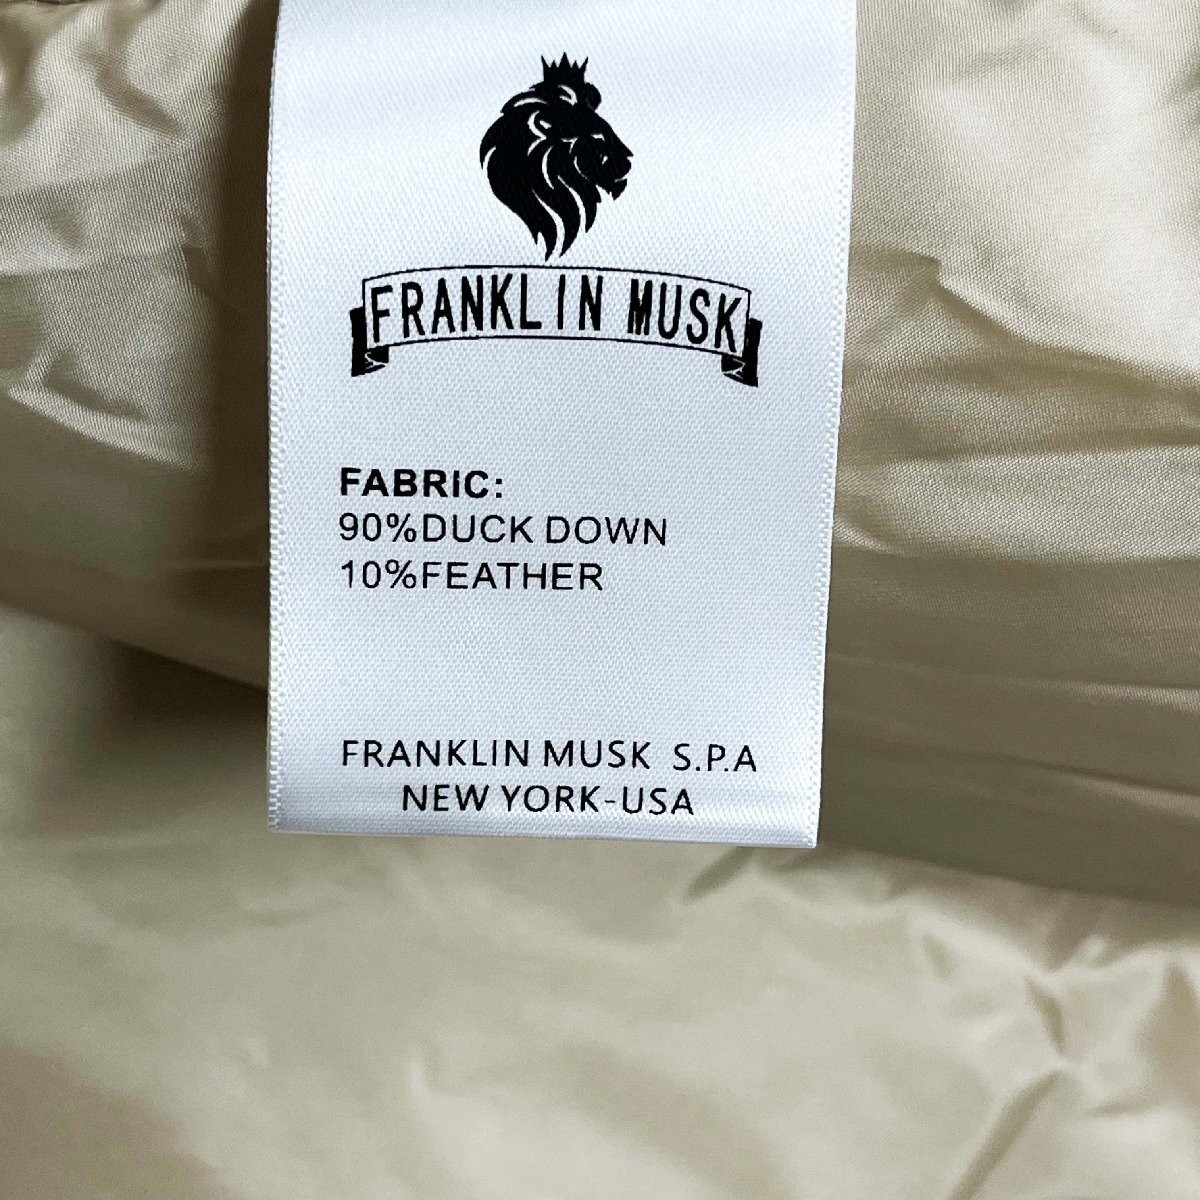 FRANKLIN MUSK
FABRIC:
90%DUCK DOWN
10%FEATHER
FRANKLIN MUSK S.P.A
NEW YORK-USA